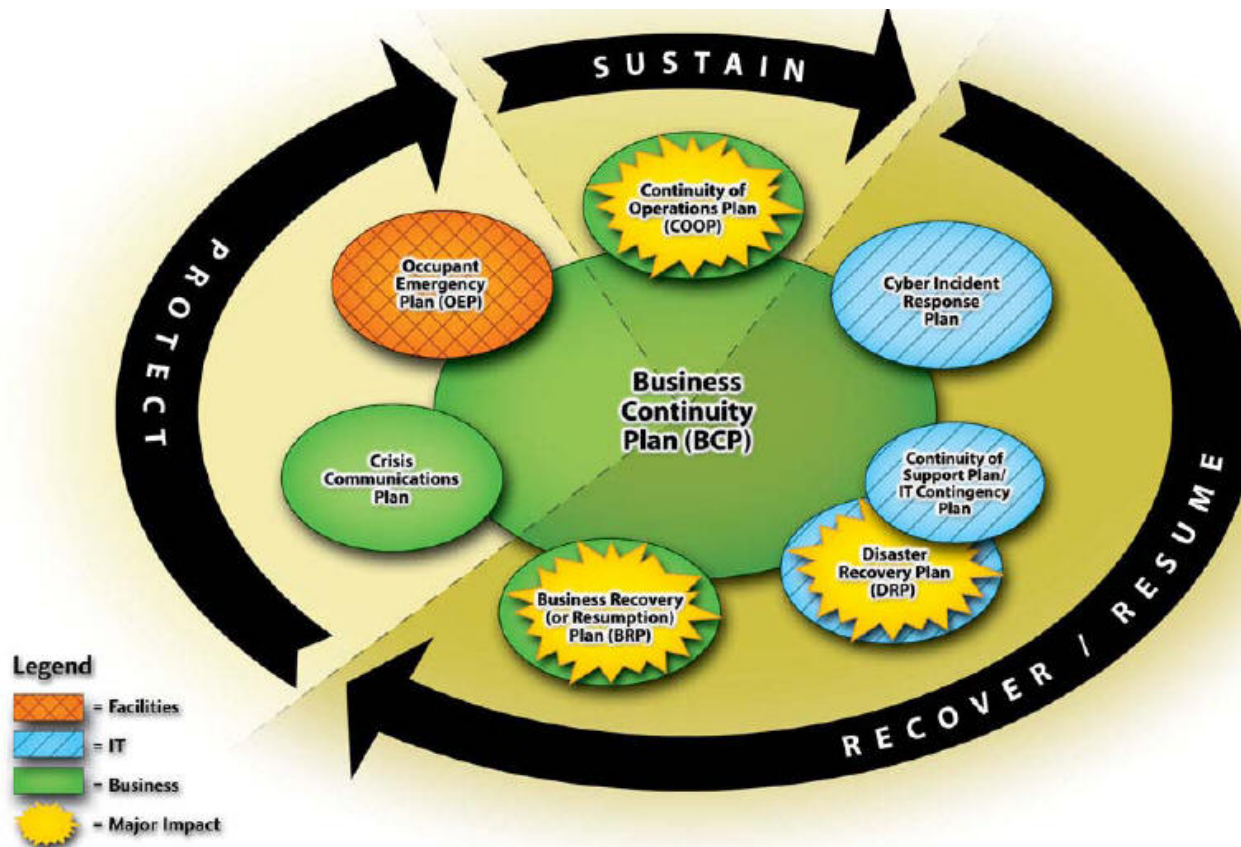 SUSTAIN
PROTECT
RECOVER / RESUME
Continuity of
Operations Plan
(COOP)
Occupant
Emergency
Plan (OEP)
Cyber Incident
Response
Plan
Business
Continuity
Plan (BCP)
Crisis
Communications
Plan
Continuity of
Support Plan/
IT Contingency
Plan
Disaster
Recovery Plan
(DRP)
Business Recovery
(or Resumption)
Plan (BRP)
Legend
= Facilities
= IT
= Business
= Major Impact